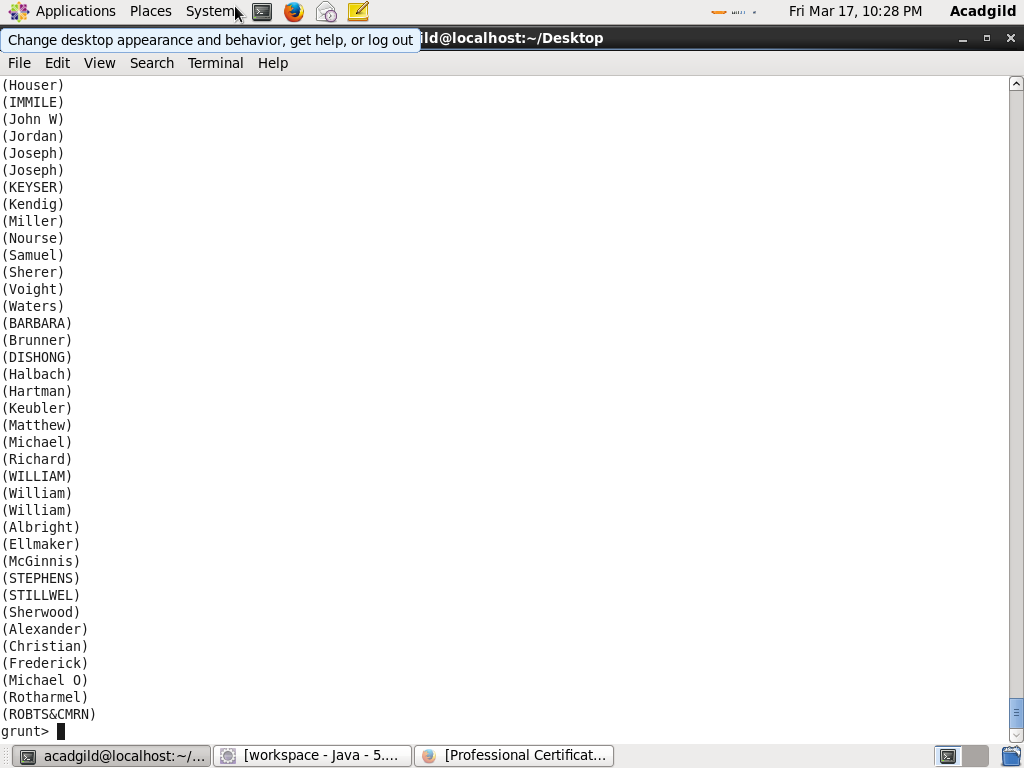 Applications Places System Fri Mar 17, 10:28 PM Acadgild
Change desktop appearance and behavior, get help, or log out ild@localhost:~/Desktop
File Edit View Search Terminal Help
(Houser)
(IMMILE)
(John W)
(Jordan)
(Joseph)
(Joseph)
(KEYSER)
(Kendig)
(Miller)
(Nourse)
(Samuel)
(Sherer)
(Voight)
(Waters)
(BARBARA)
(Brunner)
(DISHONG)
(Halbach)
(Hartman)
(Keubler)
(Matthew)
(Michael)
(Richard)
(WILLIAM)
(William)
(William)
(Albright)
(Ellmaker)
(McGinnis)
(STEPHENS)
(STILLWEL)
(Sherwood)
(Alexander)
(Christian)
(Frederick)
(Michael O)
(Rotharmel)
(ROBTS&CMRN)
grunt>
acadgild@localhost:~/... [workspace - Java - 5.... [Professional Certificat...